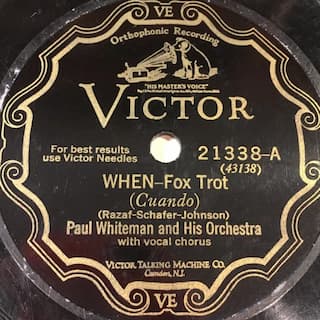 VE
Orthophonic Recording
"HIS MASTER'S VOICE"
VICTOR
For best results
use Victor Needles
21338-A
(43138)
WHEN-Fox Trot
(Cuando)
(Razaf-Schafer-Johnson)
Paul Whiteman and His Orchestra
with vocal chorus
VICTOR TALKING MACHINE CO.
Camden, N.J.
VE